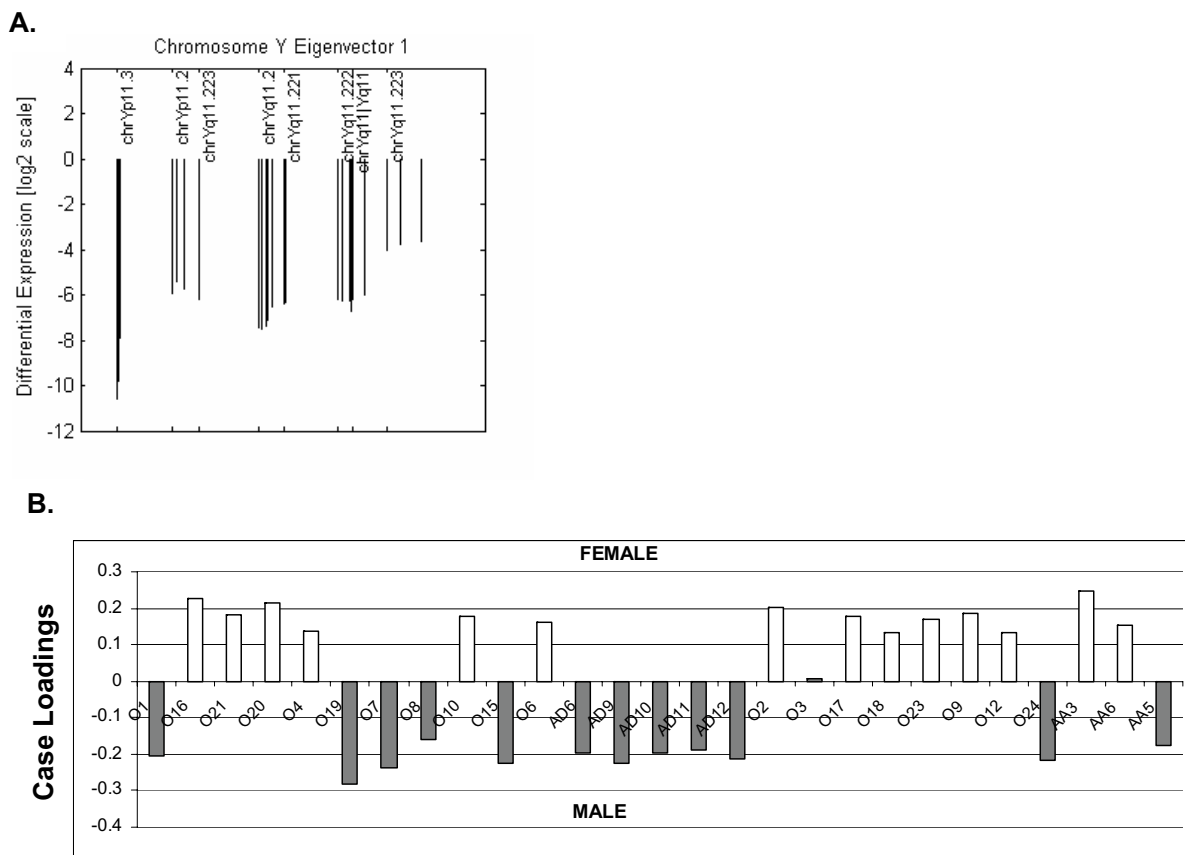 A.
Chromosome Y Eigenvector 1
Differential Expression [log2 scale]
4
2
0
-2
-4
-6
-8
-10
-12
chrYp11.3
chrYp11.2
chrYq11.223
chrYq11.2
chrYq11.221
chrYq11.222
chrYq11|Yq11
chrYq11.223
B.
FEMALE
Case Loadings
0.3
0.2
0.1
0
-0.1
-0.2
-0.3
-0.4
O1
O16
O21
O20
O4
O19
O7
O8
O10
O15
O6
AD6
AD9
AD10
AD11
AD12
O2
O3
O17
O18
O23
O9
O12
O24
AA3
AA6
AA5
MALE